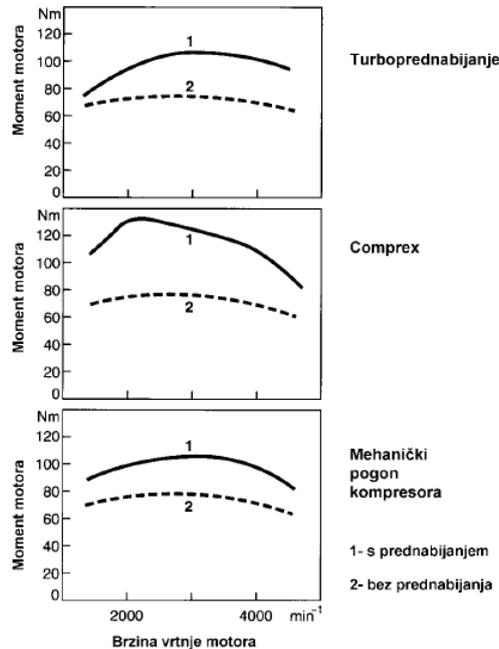 Nm
120
100
80
60
40
20
0
Moment motora
1
2
Turboprednabijanje
Nm
120
100
80
60
40
20
0
Moment motora
1
2
Comprex
Nm
120
100
80
60
40
20
0
Moment motora
1
2
Mehanički
pogon
kompresora
1- s prednabijanjem
2- bez prednabijanja
2000 4000 min⁻¹
Brzina vrtnje motora